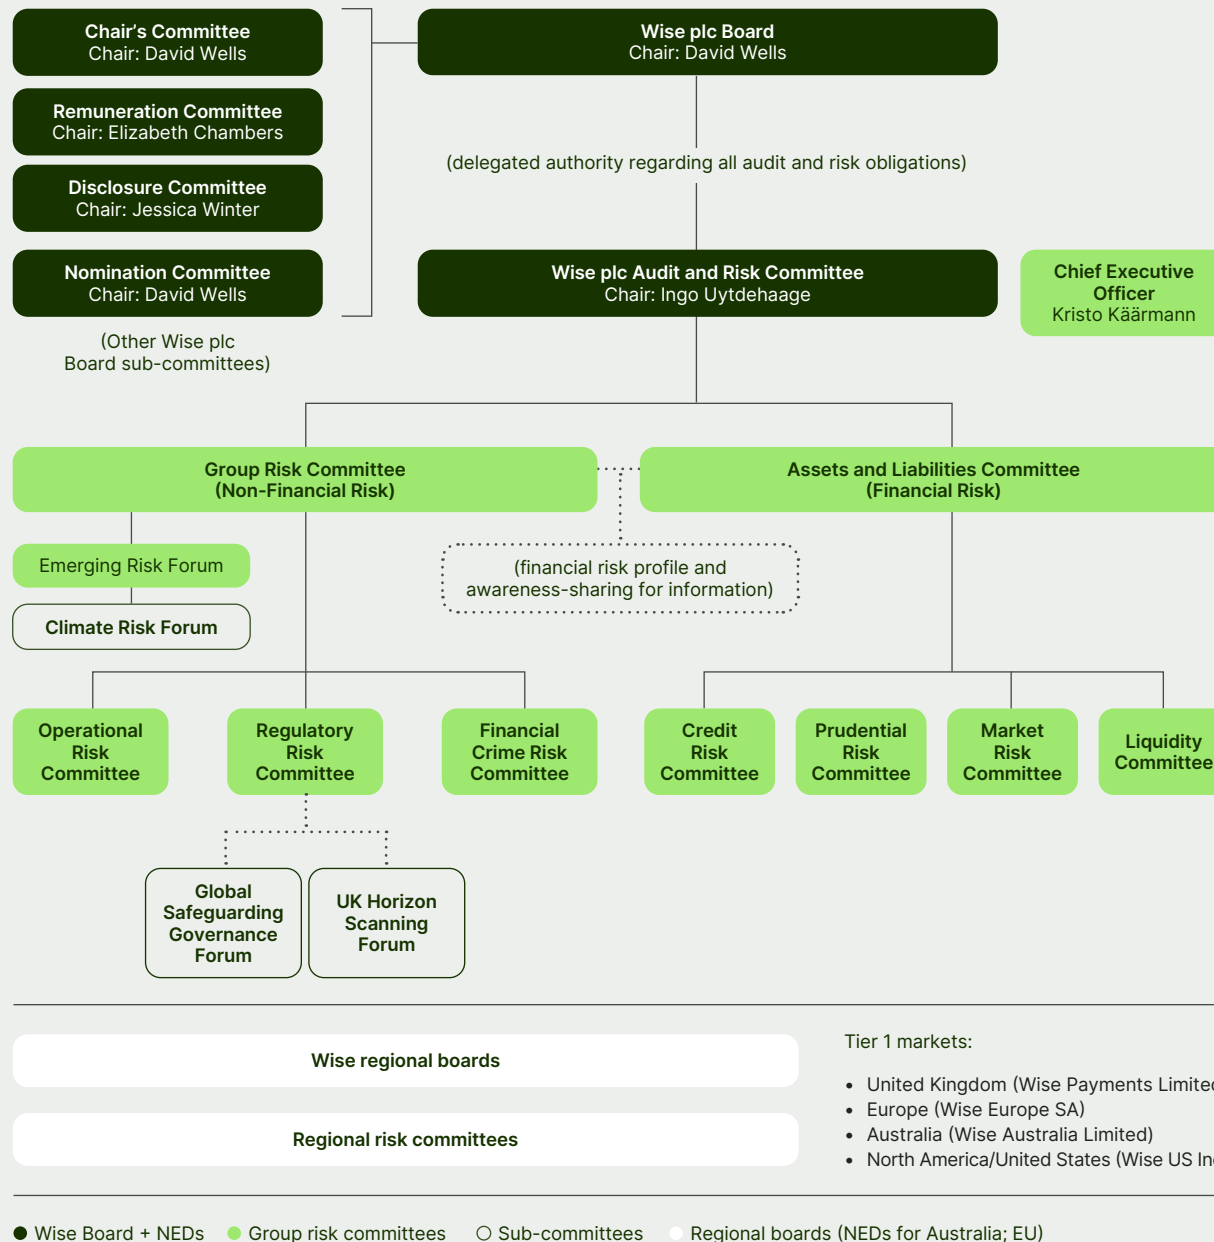 Chair's Committee
Chair: David Wells
Wise plc Board
Chair: David Wells
Remuneration Committee
Chair: Elizabeth Chambers
(delegated authority regarding all audit and risk obligations)
Disclosure Committee
Chair: Jessica Winter
Nomination Committee
Chair: David Wells
Wise plc Audit and Risk Committee
Chair: Ingo Uytdehaage
Chief Executive
Officer
Kristo Käärmann
(Other Wise plc
Board sub-committees)
Group Risk Committee
(Non-Financial Risk)
Assets and Liabilities Committee
(Financial Risk)
Emerging Risk Forum
(financial risk profile and
awareness-sharing for information)
Climate Risk Forum
Operational
Risk
Committee
Regulatory
Risk
Committee
Financial
Crime Risk
Committee
Credit
Risk
Committee
Prudential
Risk
Committee
Market
Risk
Committee
Liquidity
Committee
Global
Safeguarding
Governance
Forum
UK Horizon
Scanning
Forum
Wise regional boards
Regional risk committees
Tier 1 markets:
• United Kingdom (Wise Payments Limited
• Europe (Wise Europe SA)
• Australia (Wise Australia Limited)
• North America/United States (Wise US Inc
Wise Board + NEDs
Group risk committees
Sub-committees
Regional boards (NEDs for Australia; EU)